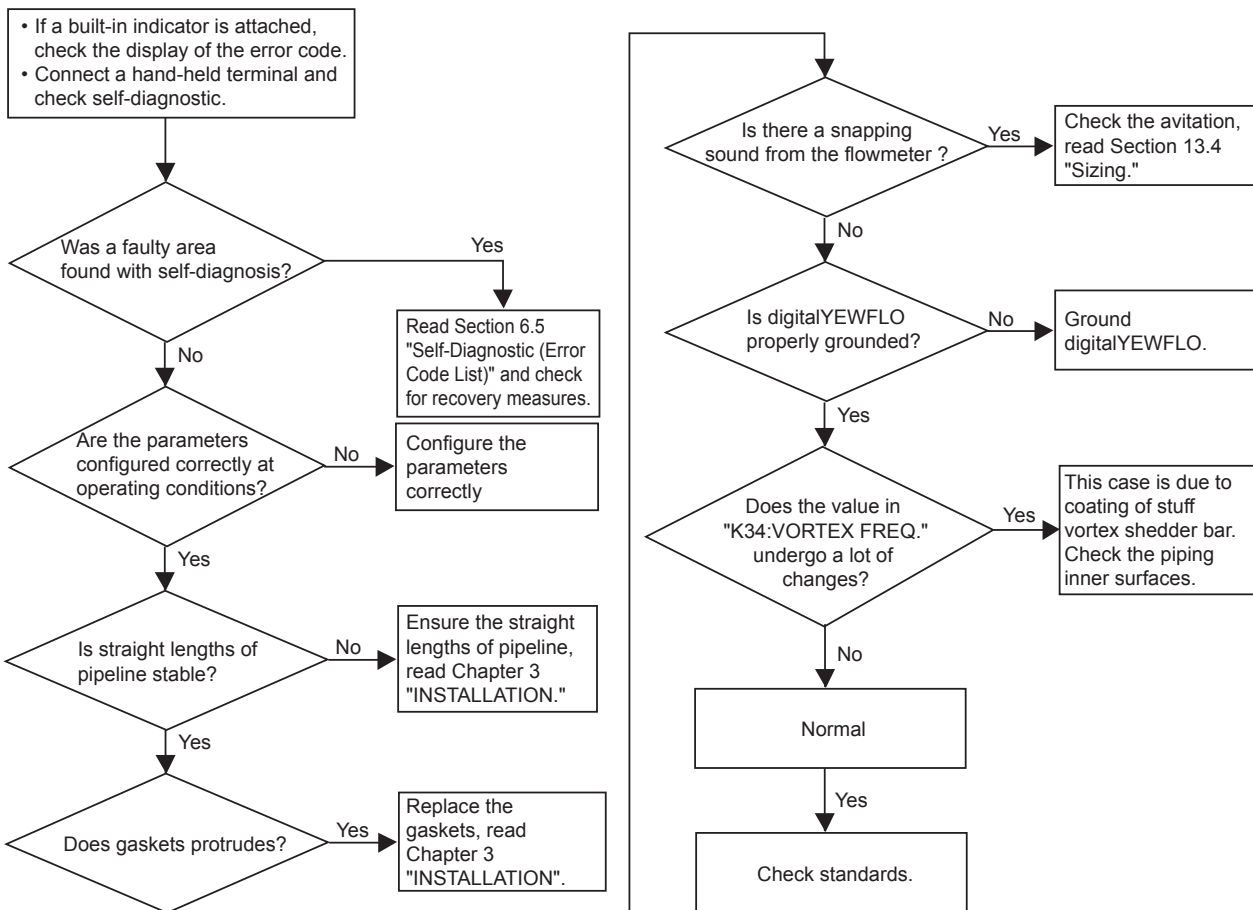 • If a built-in indicator is attached,
check the display of the error code.
• Connect a hand-held terminal and
check self-diagnostic.
Was a faulty area
found with self-diagnosis?
Yes
Read Section 6.5
"Self-Diagnostic (Error
Code List)" and check
for recovery measures.
No
Are the parameters
configured correctly at
operating conditions?
No
Configure the
parameters
correctly
Yes
Is straight lengths of
pipeline stable?
No
Ensure the straight
lengths of pipeline,
read Chapter 3
"INSTALLATION."
Yes
Does gaskets protrudes?
Yes
Replace the
gaskets, read
Chapter 3
"INSTALLATION".
Is there a snapping
sound from the flowmeter ?
Yes
Check the avitation,
read Section 13.4
"Sizing."
No
Is digitalYEWFLO
properly grounded?
No
Ground
digitalYEWFLO.
Yes
Does the value in
"K34:VORTEX FREQ."
undergo a lot of
changes?
Yes
This case is due to
coating of stuff
vortex shedder bar.
Check the piping
inner surfaces.
No
Normal
Yes
Check standards.